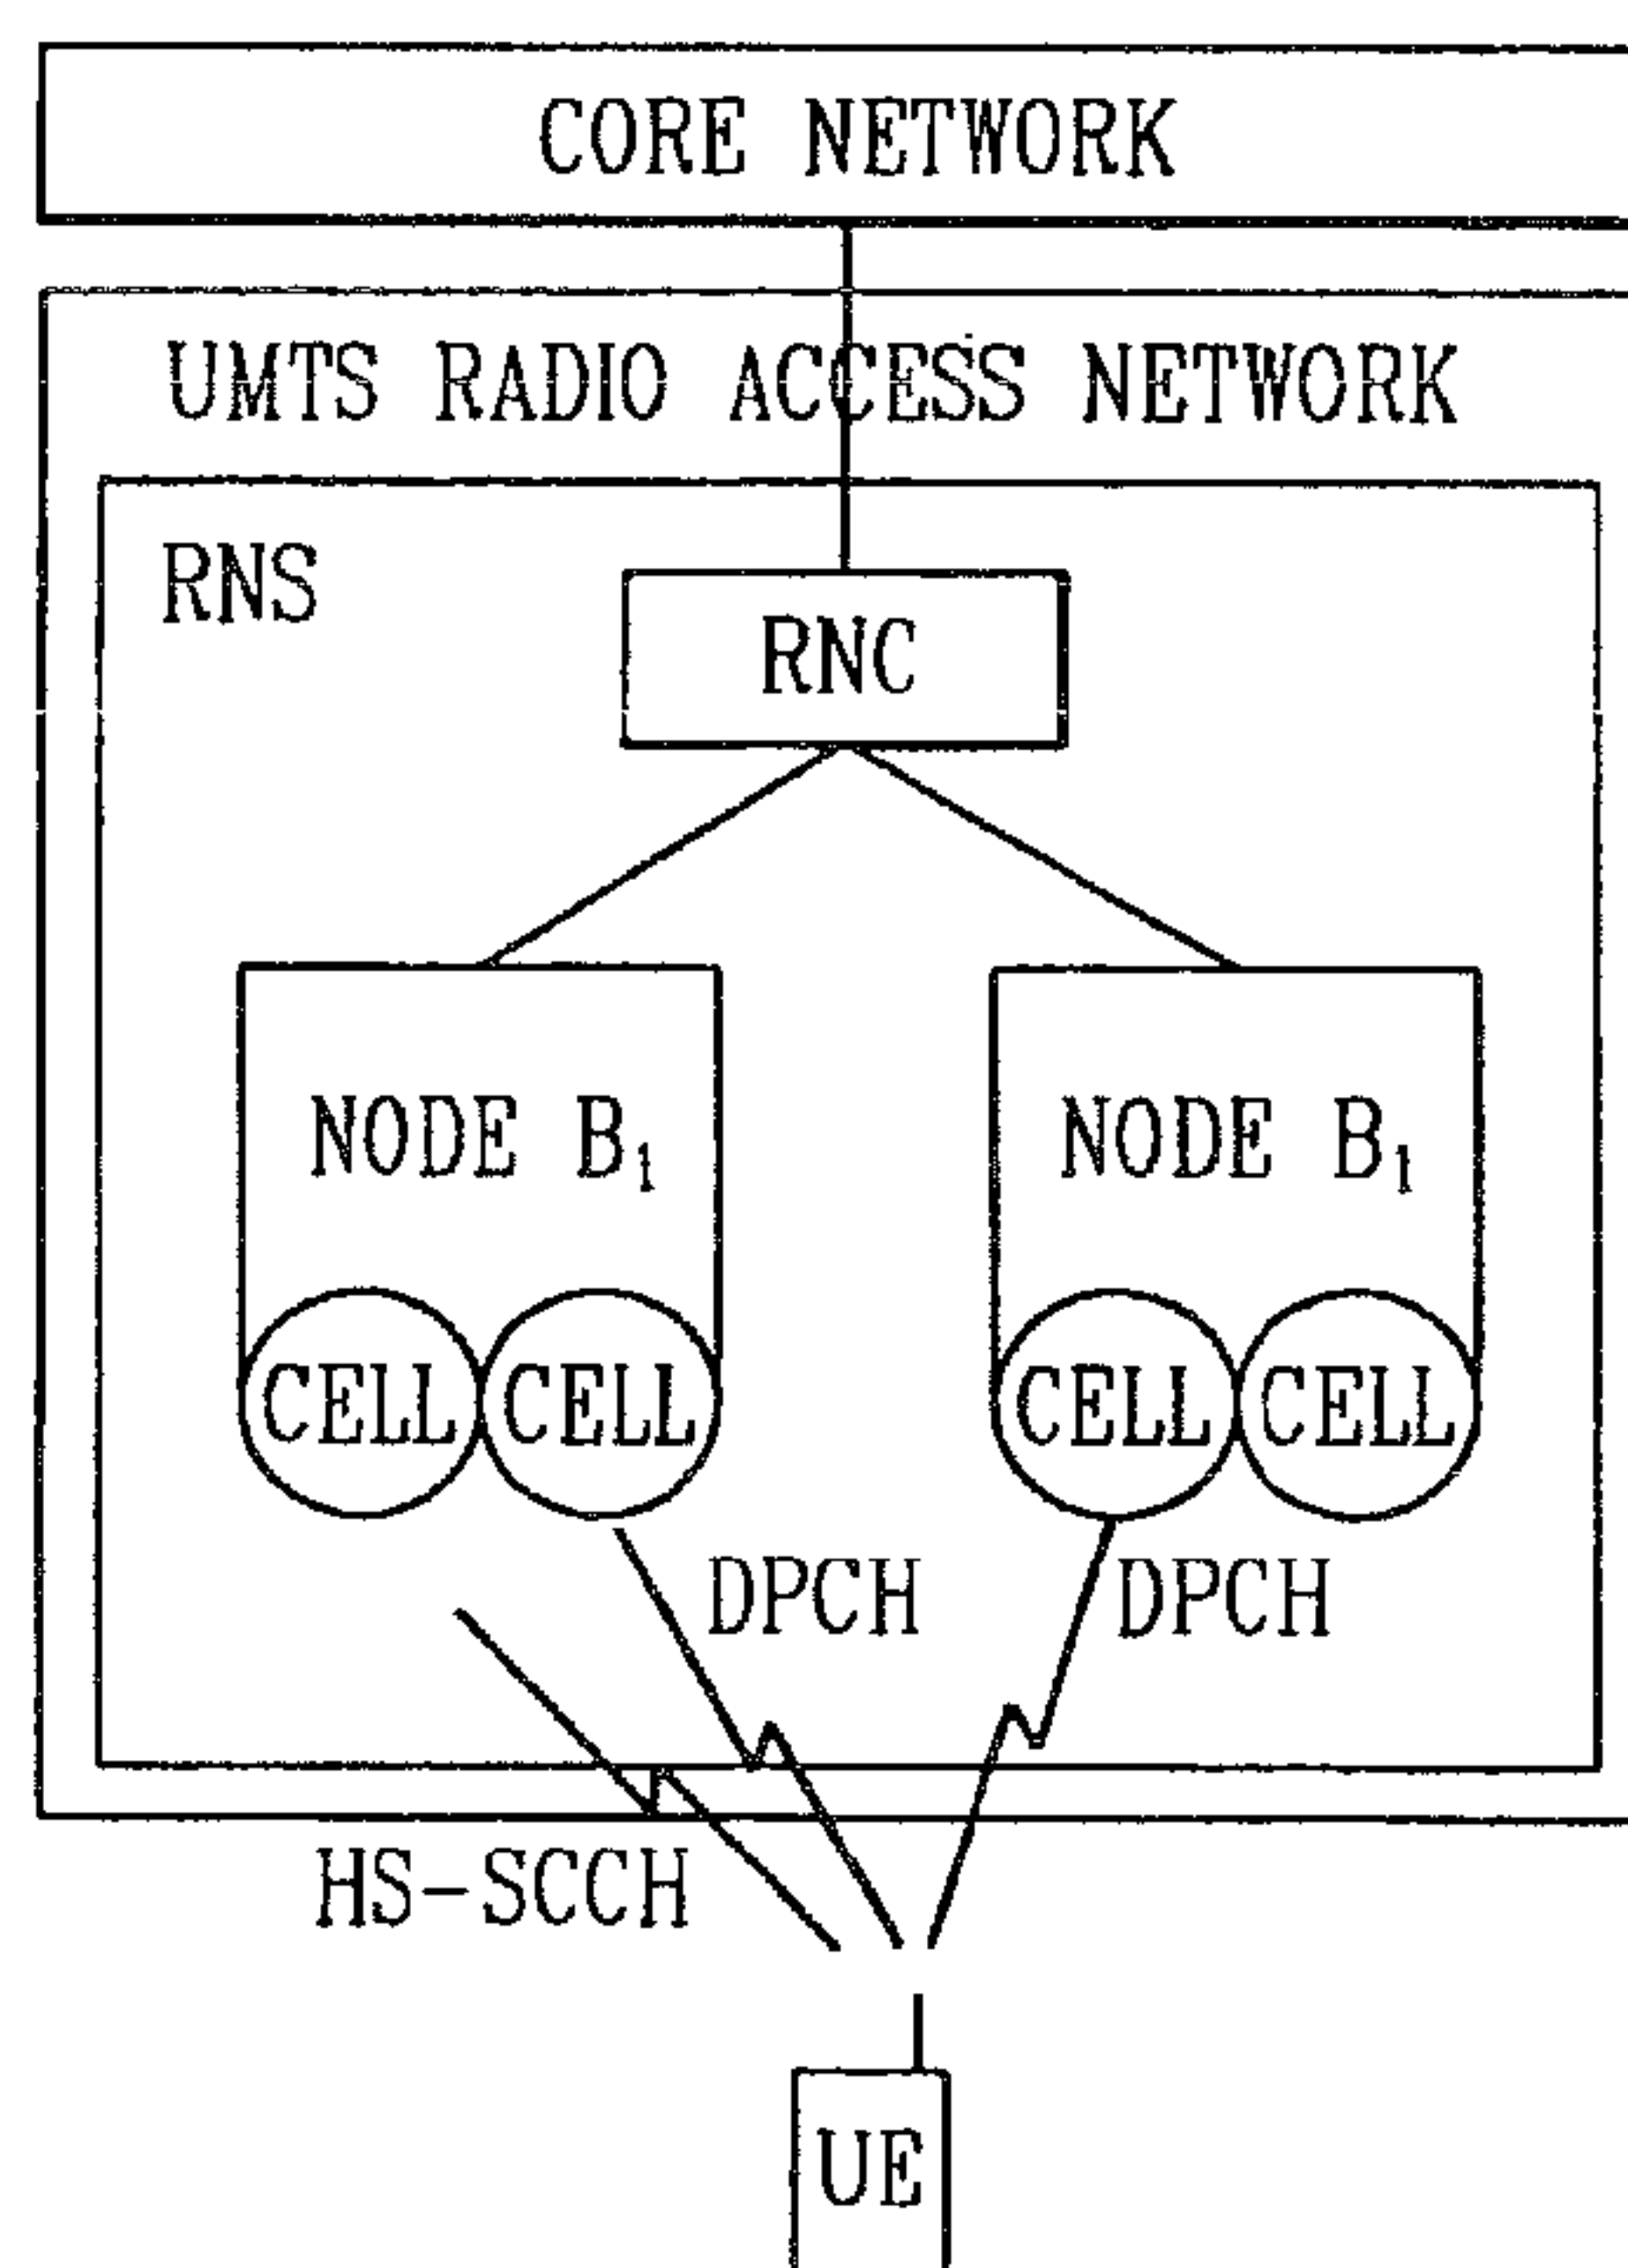 CORE NETWORK
UMTS RADIO ACCESS NETWORK
RNS
RNC
NODE B₁ NODE B₁
CELL CELL CELL CELL
DPCH DPCH
HS-SCCH
UE